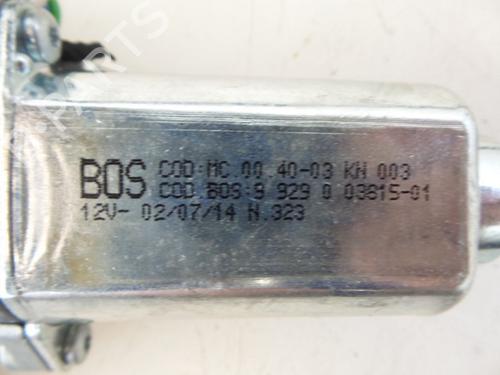 BOS COD:MC.00.40-03 KN 003
COD.BOS:9 929 0 03815-01
12V- 02/07/14 N.323